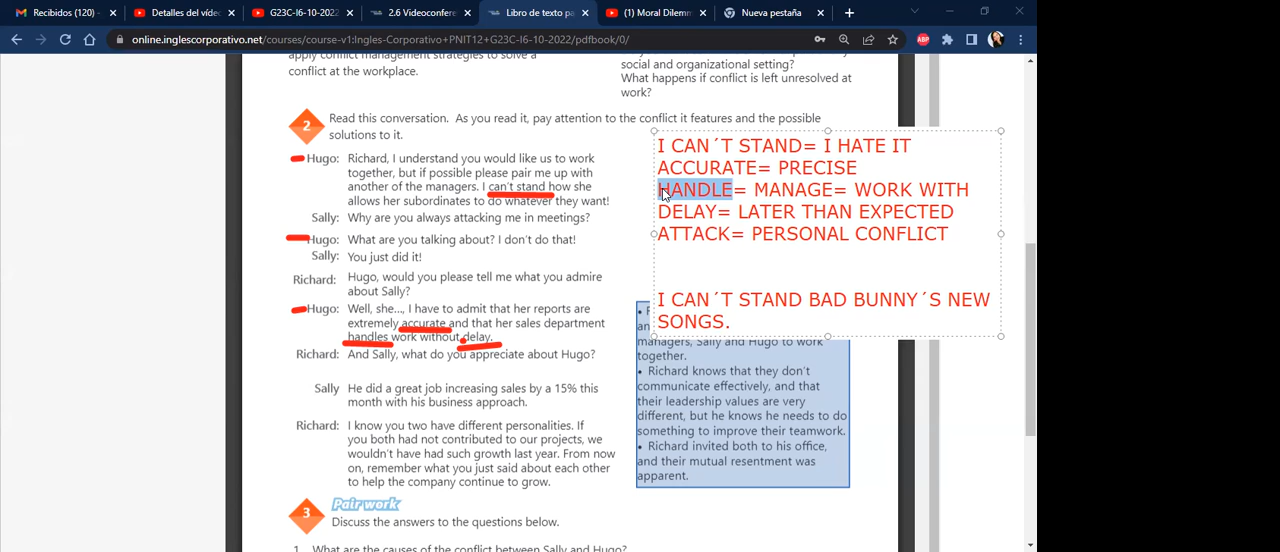 Recibidos (120) -
Detalles del víde
G23C-I6-10-2022
2.6 Videoconfere
Libro de texto pa
(1) Moral Dilem
Nueva pestaña
online.inglescorporativo.net/courses/course-v1:Ingles-Corporativo+PNIT12+G23C-I6-10-2022/pdfbook/0/
ABP
apply conflict management strategies to solve a
conflict at the workplace.
social and organizational setting?
What happens if conflict is left unresolved at
work?
2
Read this conversation. As you read it, pay attention to the conflict it features and the possible
solutions to it.
Hugo: Richard, I understand you would like us to work
together, but if possible please pair me up with
another of the managers. I can't stand how she
allows her subordinates to do whatever they want!
Sally: Why are you always attacking me in meetings?
Hugo: What are you talking about? I don't do that!
Sally: You just did it!
Richard: Hugo, would you please tell me what you admire
about Sally?
Hugo: Well, she..., I have to admit that her reports are
extremely accurate and that her sales department
handles work without delay.
Richard: And Sally, what do you appreciate about Hugo?
Sally He did a great job increasing sales by a 15% this
month with his business approach.
Richard: I know you two have different personalities. If
you both had not contributed to our projects, we
wouldn't have had such growth last year. From now
on, remember what you just said about each other
to help the company continue to grow.
I CAN´T STAND= I HATE IT
ACCURATE= PRECISE
HANDLE= MANAGE= WORK WITH
DELAY= LATER THAN EXPECTED
ATTACK= PERSONAL CONFLICT
I CAN´T STAND BAD BUNNY´S NEW
SONGS.
managers, Sally and Hugo to work
together.
• Richard knows that they don't
communicate effectively, and that
their leadership values are very
different, but he knows he needs to do
something to improve their teamwork.
• Richard invited both to his office,
and their mutual resentment was
apparent.
3
Pair work
Discuss the answers to the questions below.
1. What are the causes of the conflict between Sally and Hugo?